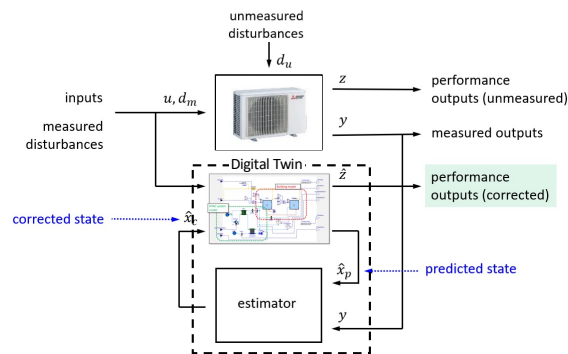 unmeasured
disturbances
d_u
z
performance
outputs (unmeasured)
inputs
u, d_m
y
measured outputs
measured
disturbances
Digital Twin
ẑ
performance
outputs (corrected)
corrected state
x̂
predicted state
x̂_p
estimator
y